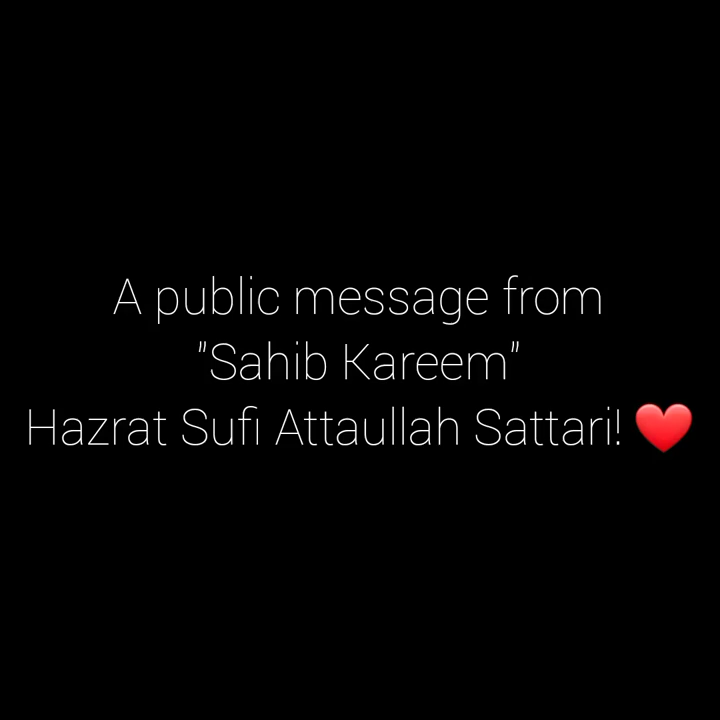 A public message from
"Sahib Kareem"
Hazrat Sufi Attaullah Sattari! ❤️